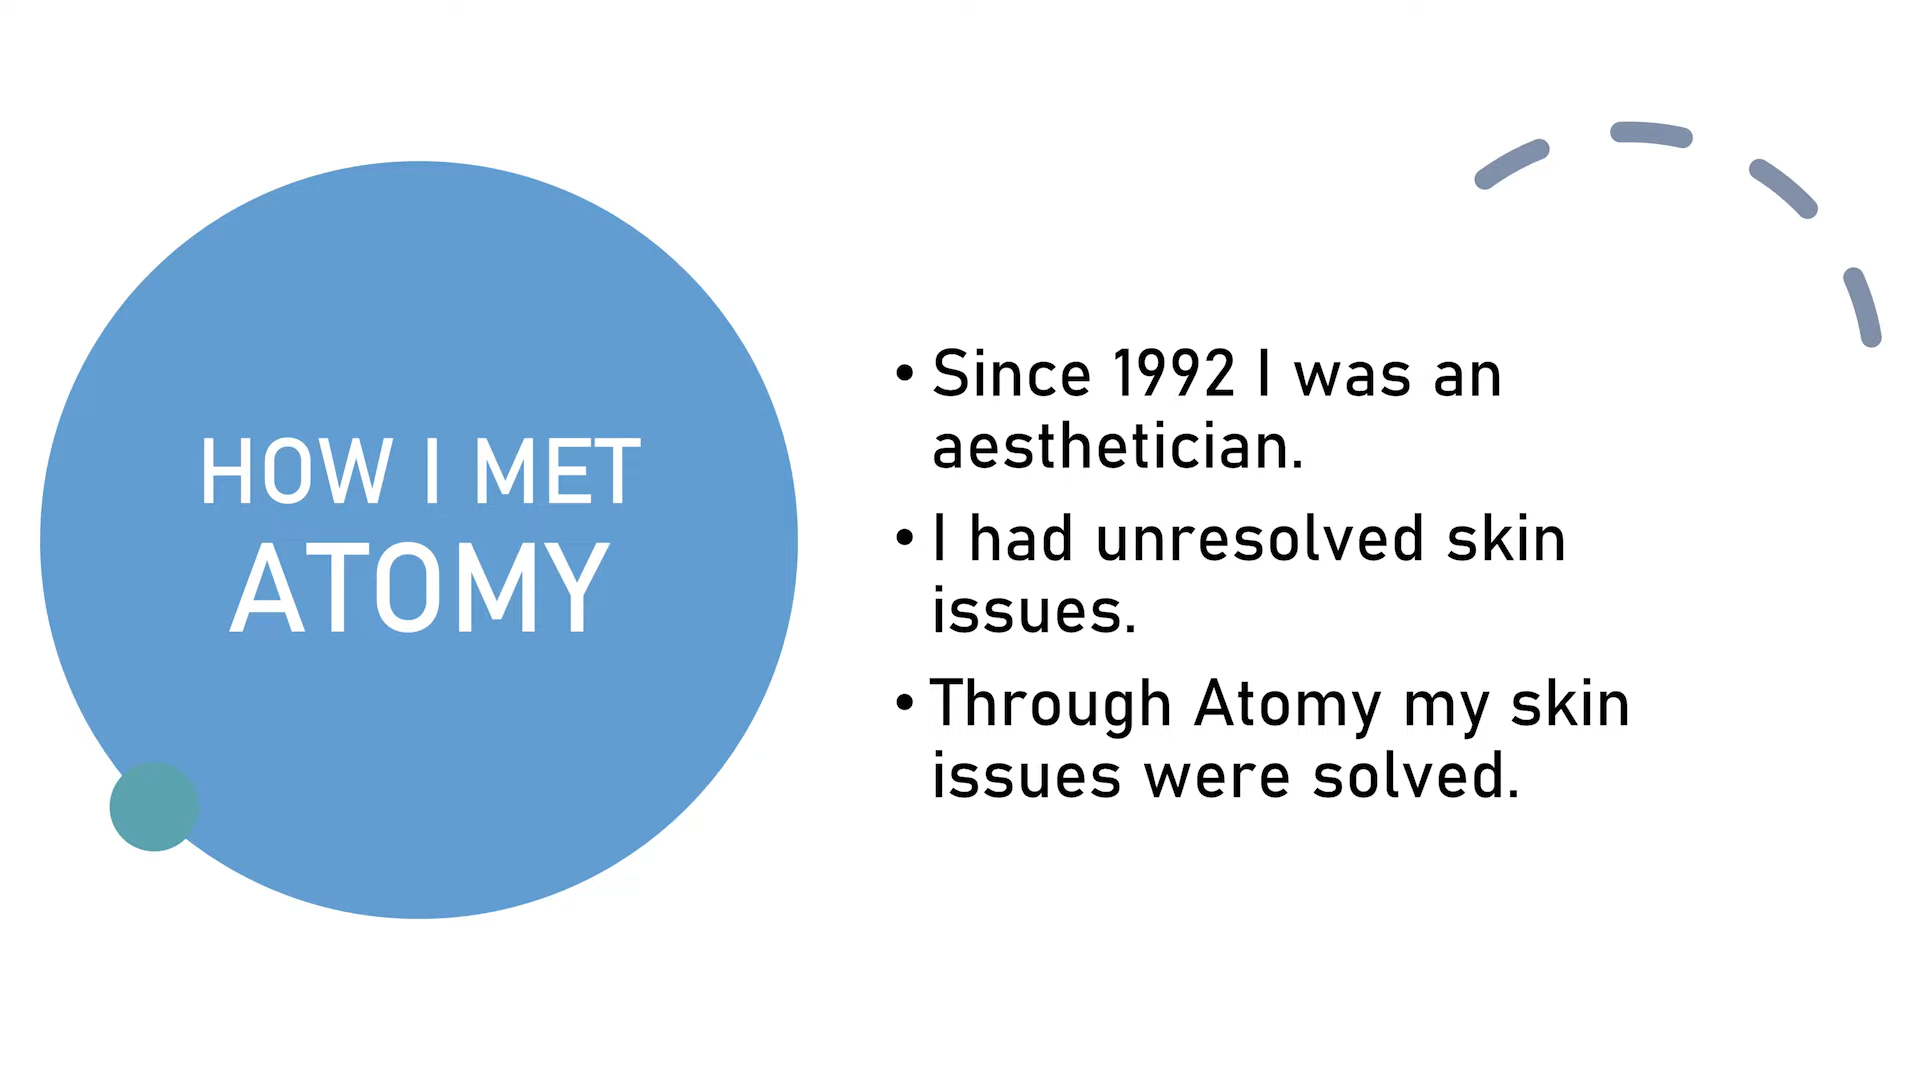 HOW I MET
ATOMY
• Since 1992 I was an
aesthetician.
• I had unresolved skin
issues.
• Through Atomy my skin
issues were solved.